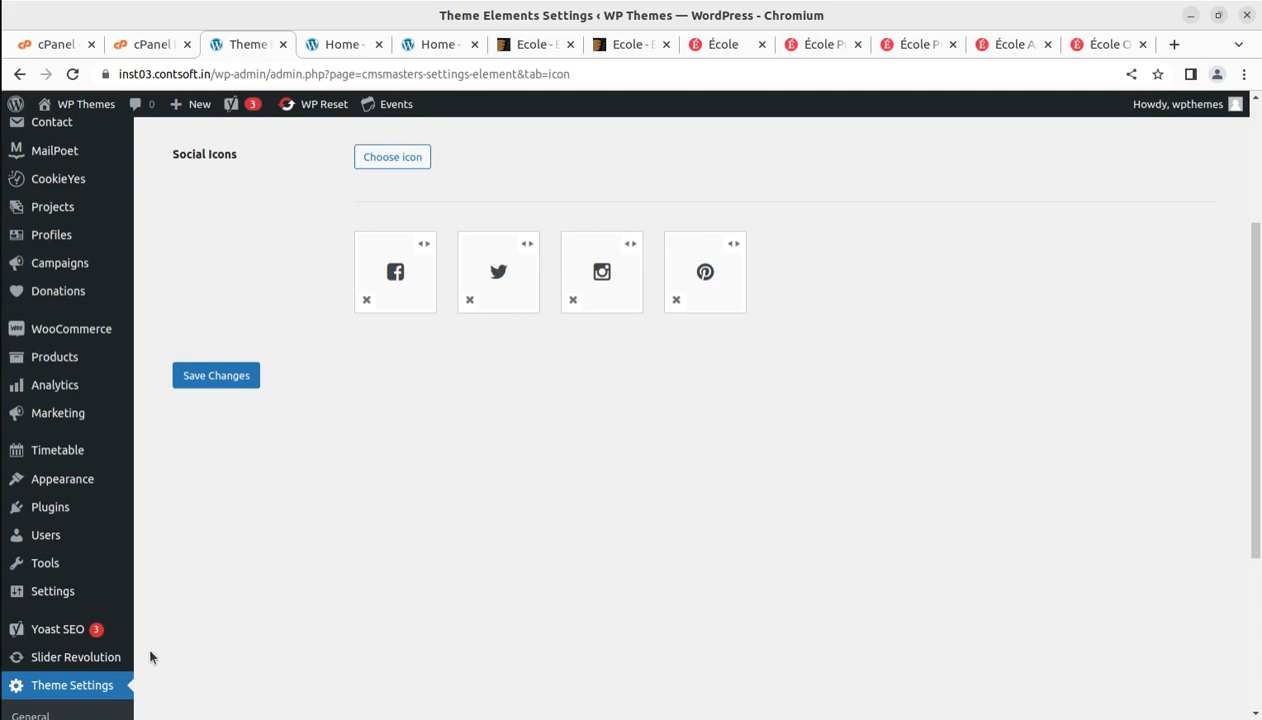 Theme Elements Settings ‹ WP Themes — WordPress - Chromium
cPanel -
cPanel
Theme
Home -
Home -
Ecole - E
Ecole - E
École
École P
École P
École A
École O
inst03.contsoft.in/wp-admin/admin.php?page=cmsmasters-settings-element&tab=icon
WP Themes
0
New
3
WP Reset
Events
Howdy, wpthemes
Contact
MailPoet
CookieYes
Projects
Profiles
Campaigns
Donations
WooCommerce
Products
Analytics
Marketing
Timetable
Appearance
Plugins
Users
Tools
Settings
Yoast SEO 3
Slider Revolution
Theme Settings
General
Social Icons
Choose icon
Save Changes